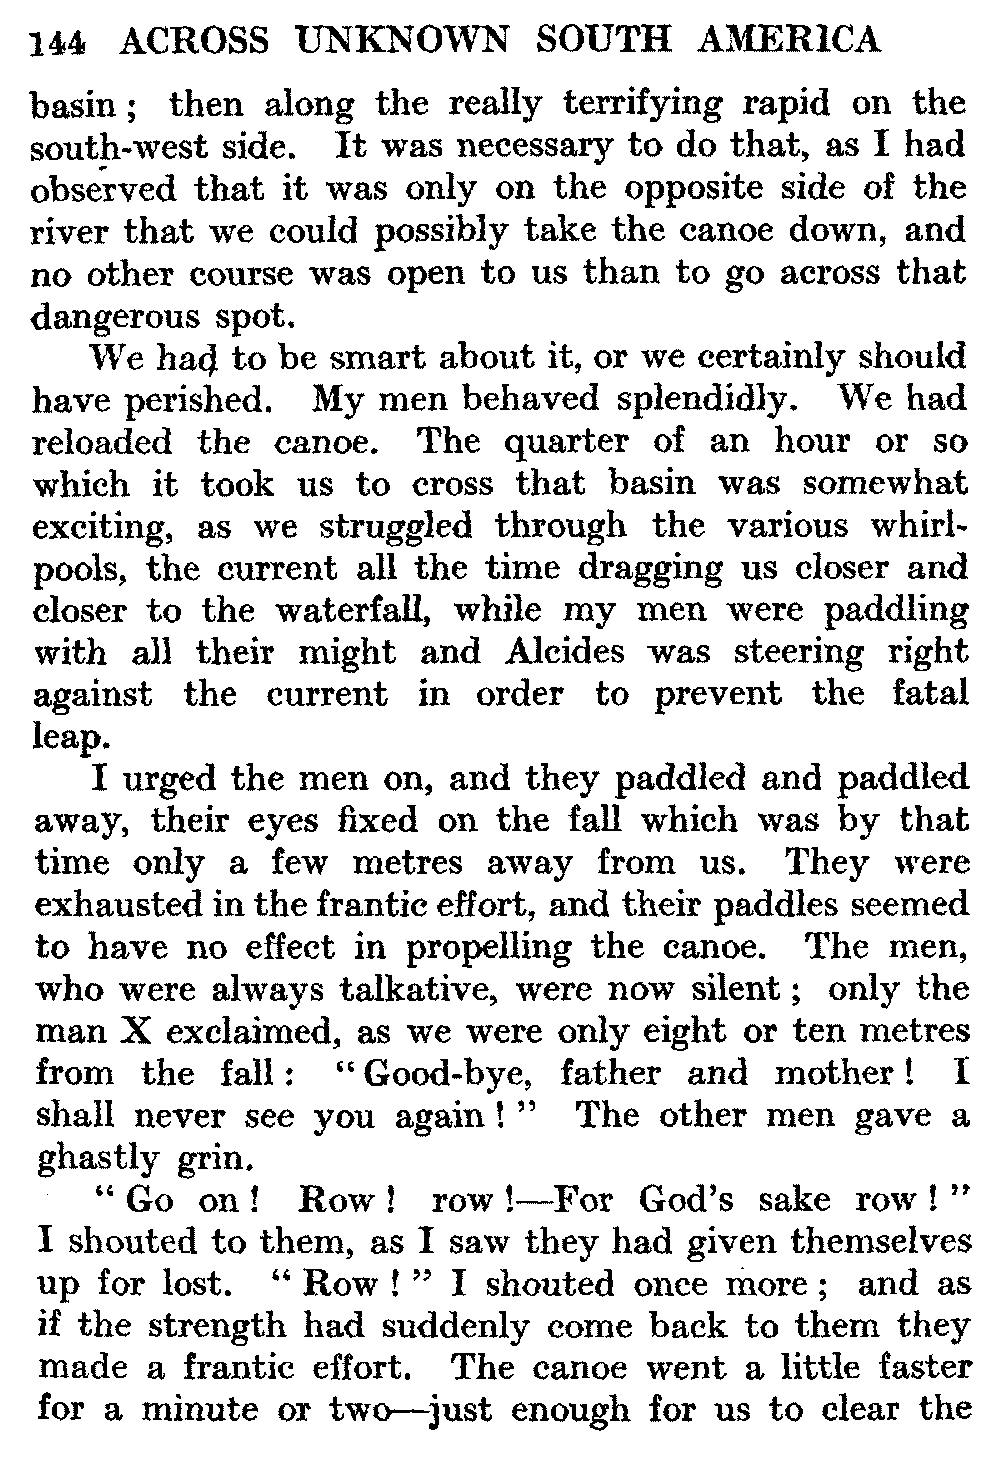 144 ACROSS UNKNOWN SOUTH AMERICA
basin ; then along the really terrifying rapid on the
south-west side. It was necessary to do that, as I had
observed that it was only on the opposite side of the
river that we could possibly take the canoe down, and
no other course was open to us than to go across that
dangerous spot.
We had to be smart about it, or we certainly should
have perished. My men behaved splendidly. We had
reloaded the canoe. The quarter of an hour or so
which it took us to cross that basin was somewhat
exciting, as we struggled through the various whirl-
pools, the current all the time dragging us closer and
closer to the waterfall, while my men were paddling
with all their might and Alcides was steering right
against the current in order to prevent the fatal
leap.
I urged the men on, and they paddled and paddled
away, their eyes fixed on the fall which was by that
time only a few metres away from us. They were
exhausted in the frantic effort, and their paddles seemed
to have no effect in propelling the canoe. The men,
who were always talkative, were now silent ; only the
man X exclaimed, as we were only eight or ten metres
from the fall : “ Good-bye, father and mother ! I
shall never see you again ! ” The other men gave a
ghastly grin.
“ Go on ! Row ! row !—For God's sake row ! ”
I shouted to them, as I saw they had given themselves
up for lost. “ Row ! ” I shouted once more ; and as
if the strength had suddenly come back to them they
made a frantic effort. The canoe went a little faster
for a minute or two—just enough for us to clear the